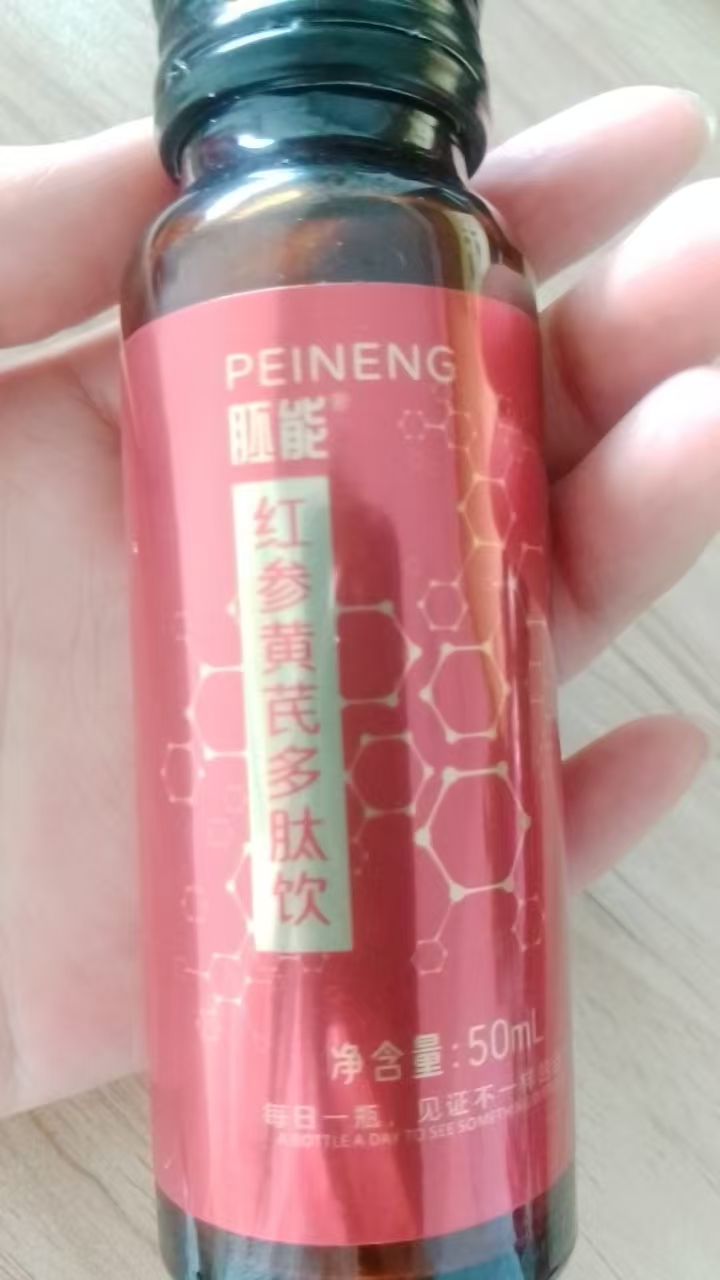 PEINENG
胚能
红参黄芪多肽饮
净含量:50mL
每日一瓶,见证不一样
A BOTTLE A DAY TO SEE